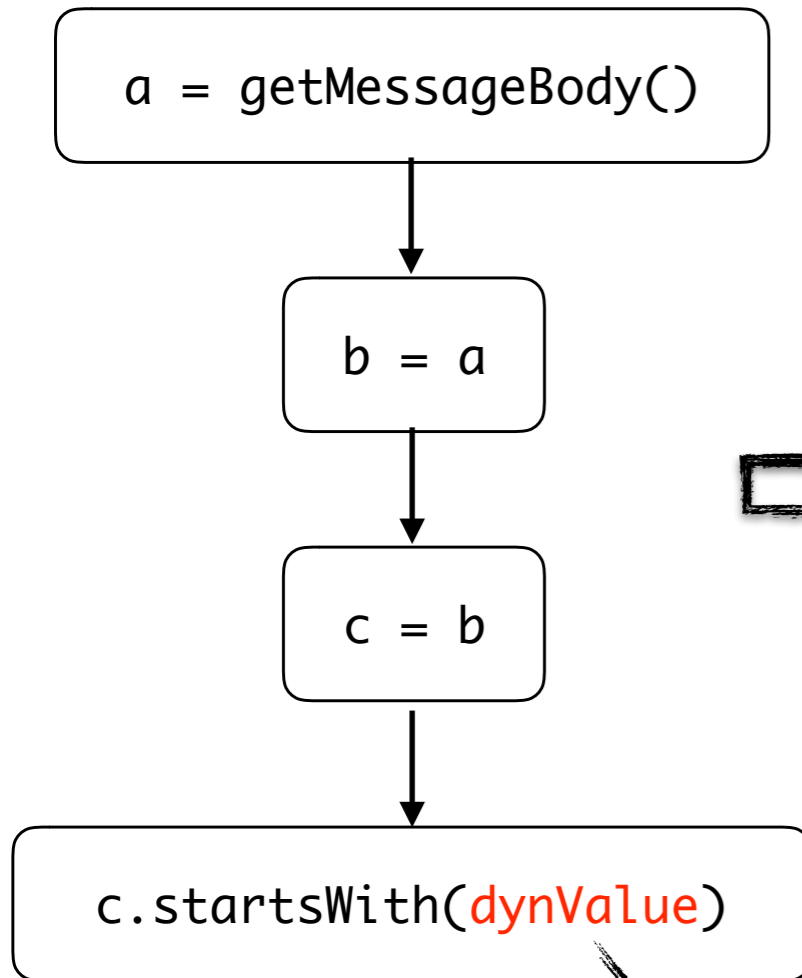 a = getMessageBody()
b = a
c = b
c.startsWith(dynValue)